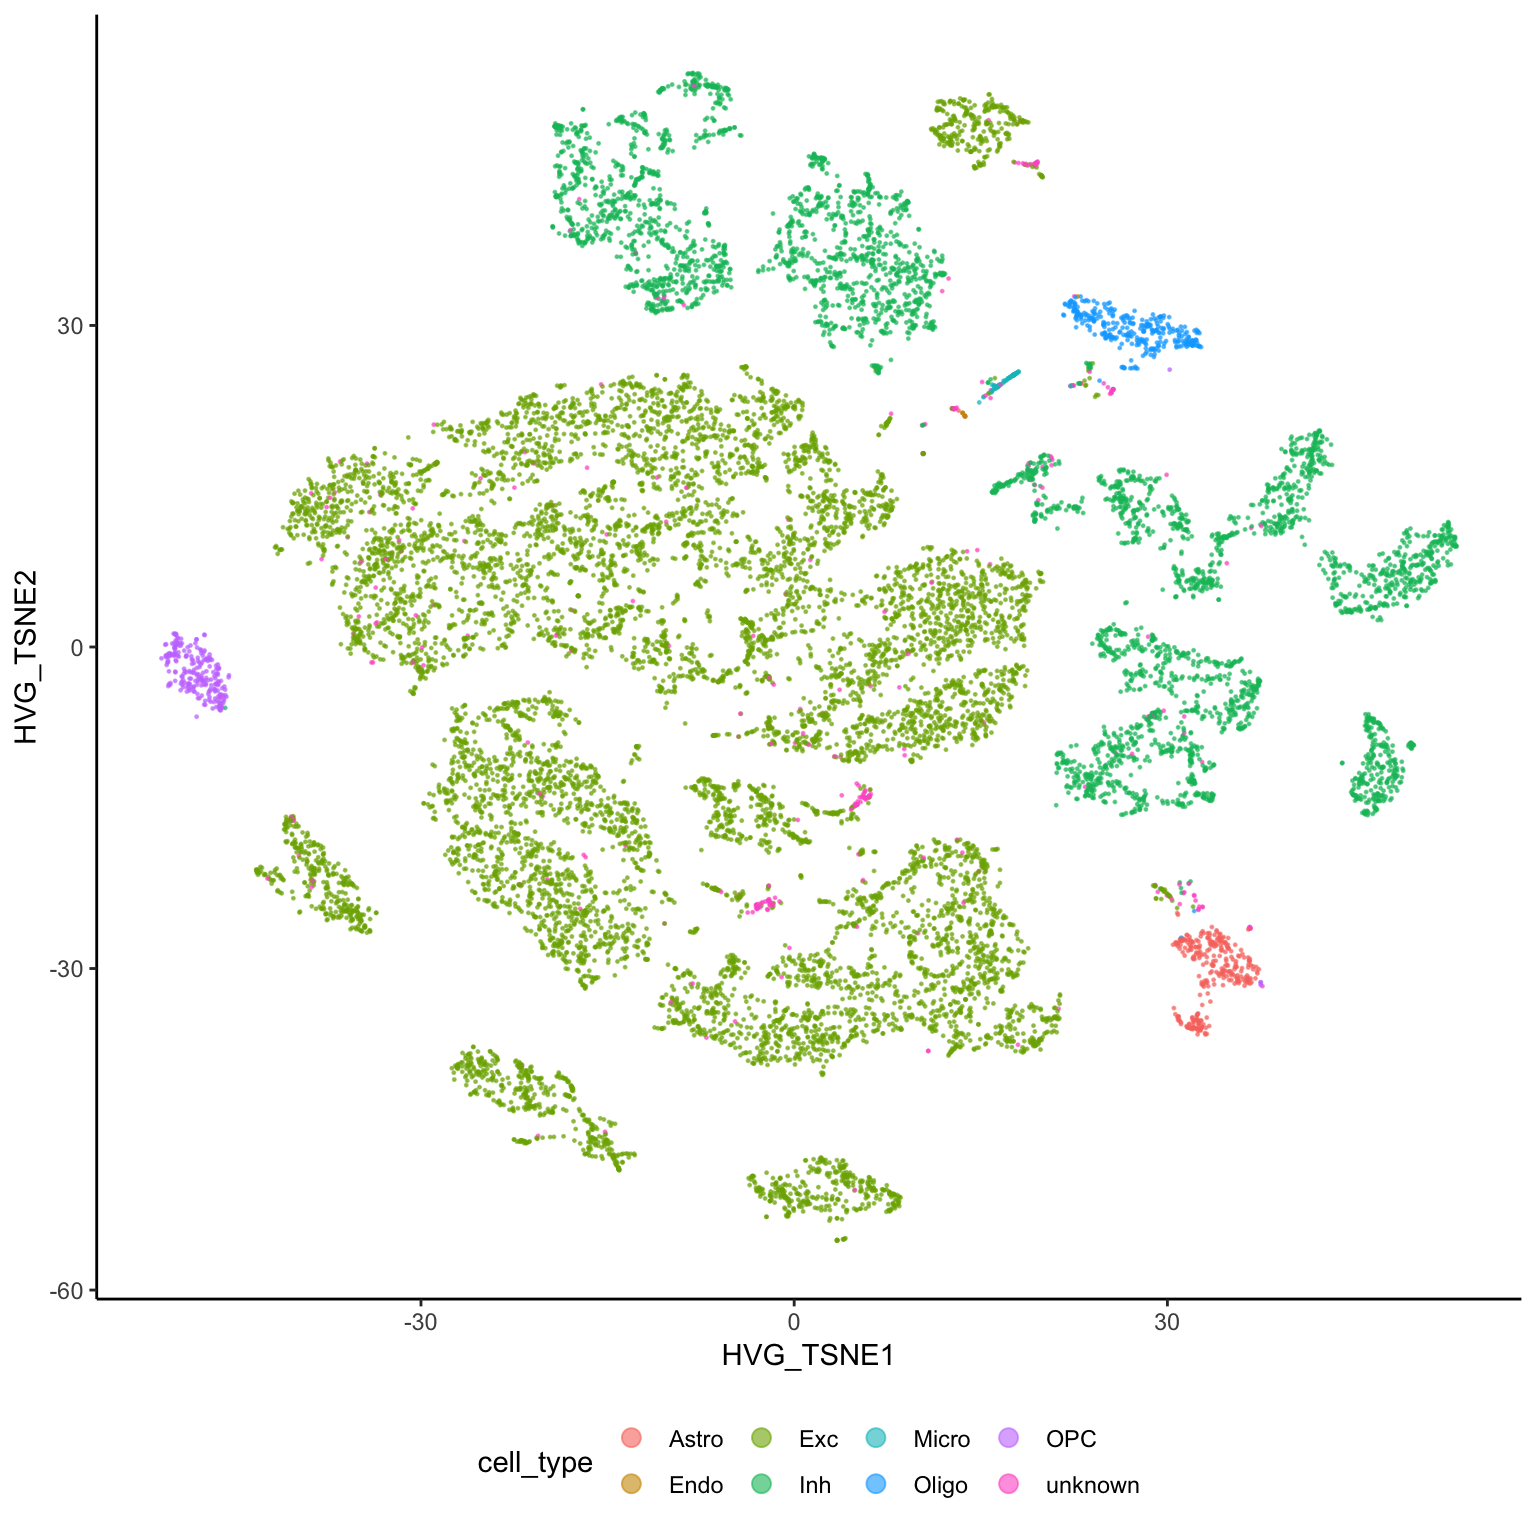 30
0
-30
-60
HVG_TSNE2
-30 0 30
HVG_TSNE1
cell_type
Astro Exc Micro OPC
Endo Inh Oligo unknown